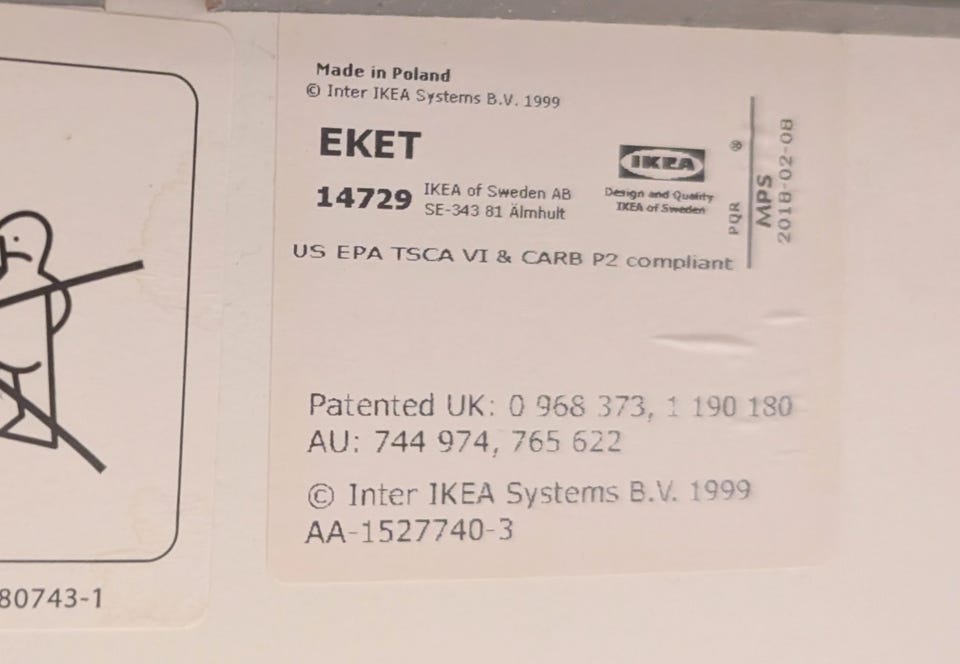 Made in Poland
© Inter IKEA Systems B.V. 1999
EKET
14729
IKEA of Sweden AB
SE-343 81 Älmhult
IKEA
Design and Quality
IKEA of Sweden
®
PQR
MPS
2018-02-08
US EPA TSCA VI & CARB P2 compliant
Patented UK: 0 968 373, 1 190 180
AU: 744 974, 765 622
© Inter IKEA Systems B.V. 1999
AA-1527740-3
80743-1